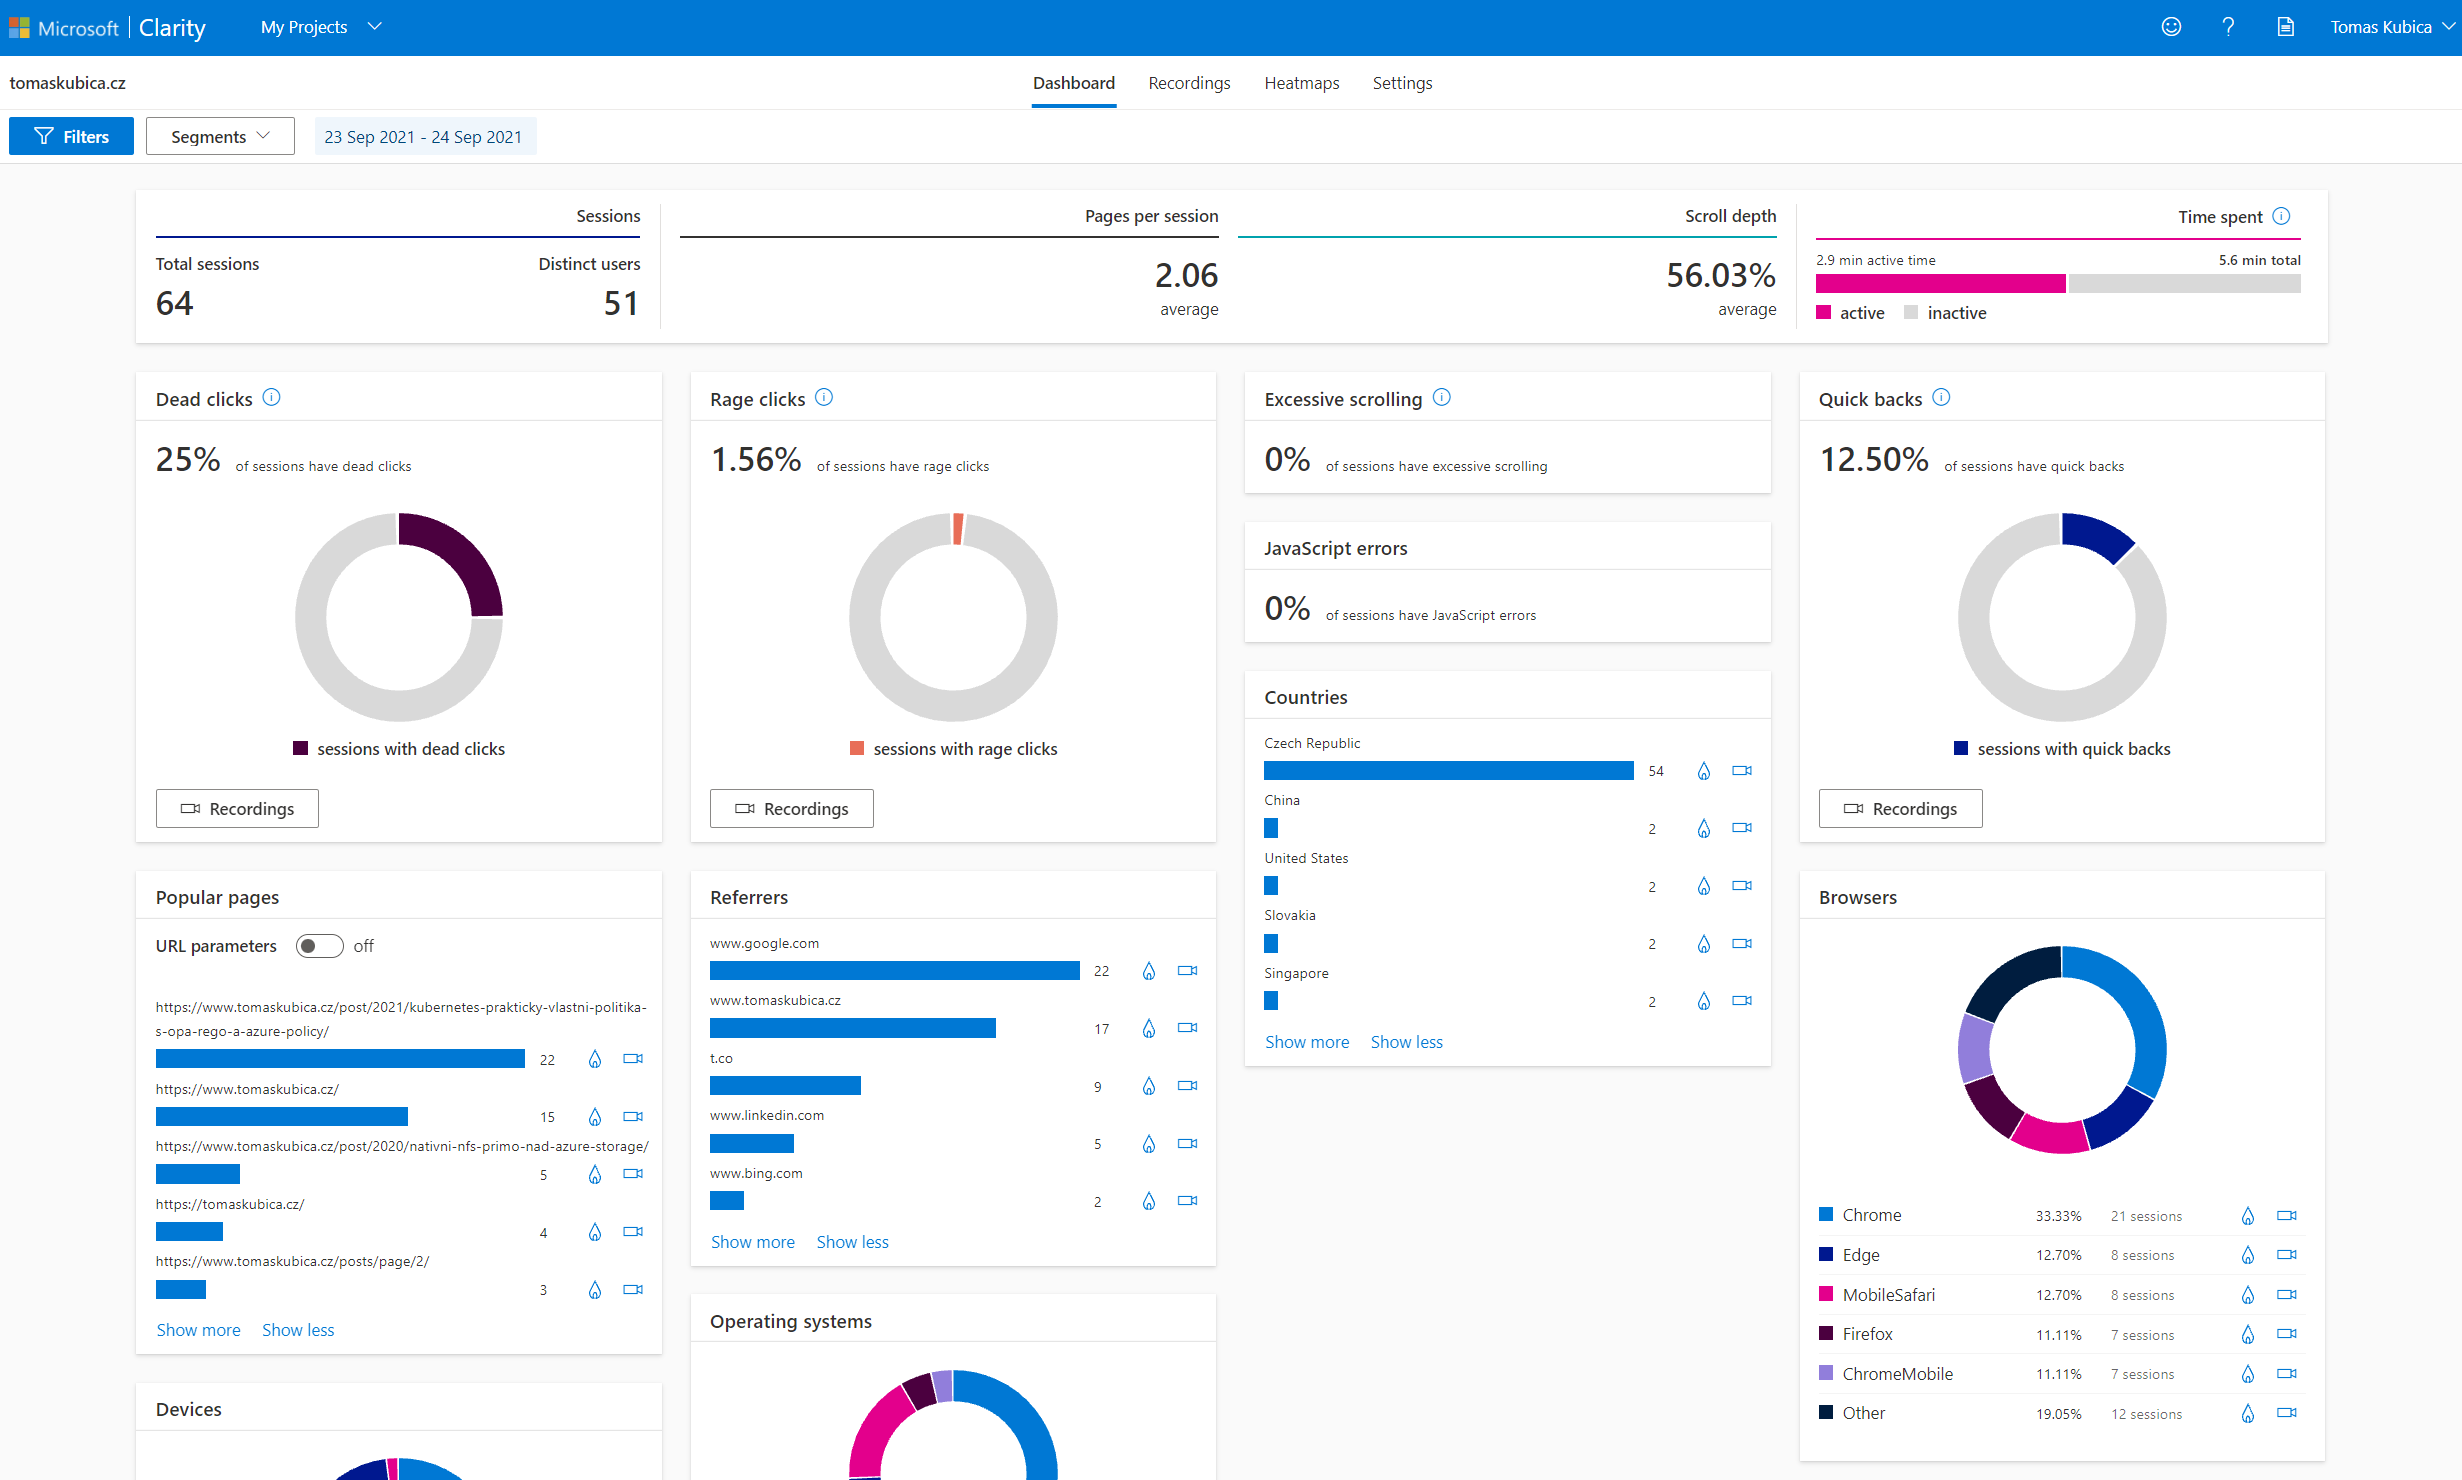 Microsoft | Clarity
My Projects
Tomas Kubica
tomaskubica.cz
Dashboard
Recordings
Heatmaps
Settings
Filters
Segments
23 Sep 2021 - 24 Sep 2021
Sessions
Total sessions
64
Distinct users
51
Pages per session
2.06
average
Scroll depth
56.03%
average
Time spent
2.9 min active time
5.6 min total
active
inactive
Dead clicks
25% of sessions have dead clicks
sessions with dead clicks
Recordings
Rage clicks
1.56% of sessions have rage clicks
sessions with rage clicks
Recordings
Excessive scrolling
0% of sessions have excessive scrolling
JavaScript errors
0% of sessions have JavaScript errors
Countries
Czech Republic
54
China
2
United States
2
Slovakia
2
Singapore
2
Show more Show less
Quick backs
12.50% of sessions have quick backs
sessions with quick backs
Recordings
Popular pages
URL parameters off
https://www.tomaskubica.cz/post/2021/kubernetes-prakticky-vlastni-politika-
s-opa-rego-a-azure-policy/
22
https://www.tomaskubica.cz/
15
https://www.tomaskubica.cz/post/2020/nativni-nfs-primo-nad-azure-storage/
5
https://tomaskubica.cz/
4
https://www.tomaskubica.cz/posts/page/2/
3
Show more Show less
Devices
Referrers
www.google.com
22
www.tomaskubica.cz
17
t.co
9
www.linkedin.com
5
www.bing.com
2
Show more Show less
Operating systems
Browsers
Chrome 33.33% 21 sessions
Edge 12.70% 8 sessions
MobileSafari 12.70% 8 sessions
Firefox 11.11% 7 sessions
ChromeMobile 11.11% 7 sessions
Other 19.05% 12 sessions